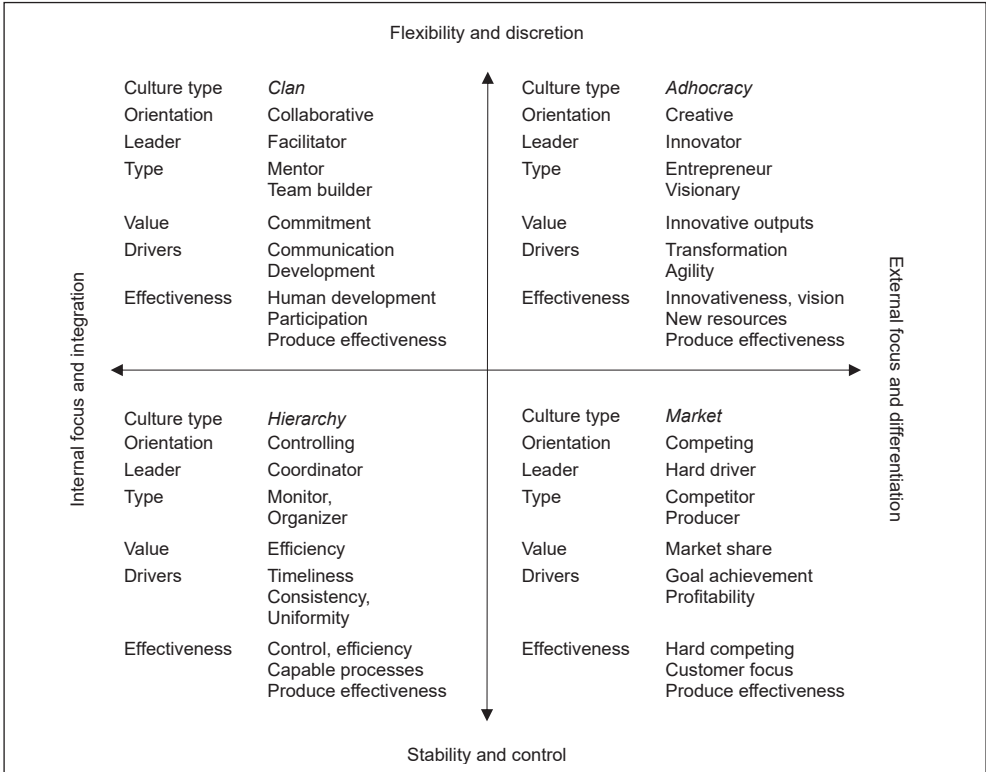 Flexibility and discretion
Culture type Clan
Orientation Collaborative
Leader Facilitator
Type Mentor
Team builder
Value Commitment
Drivers Communication
Development
Effectiveness Human development
Participation
Produce effectiveness
Culture type Adhocracy
Orientation Creative
Leader Innovator
Type Entrepreneur
Visionary
Value Innovative outputs
Drivers Transformation
Agility
Effectiveness Innovativeness, vision
New resources
Produce effectiveness
Internal focus and integration
External focus and differentiation
Culture type Hierarchy
Orientation Controlling
Leader Coordinator
Type Monitor,
Organizer
Value Efficiency
Drivers Timeliness
Consistency,
Uniformity
Effectiveness Control, efficiency
Capable processes
Produce effectiveness
Culture type Market
Orientation Competing
Leader Hard driver
Type Competitor
Producer
Value Market share
Drivers Goal achievement
Profitability
Effectiveness Hard competing
Customer focus
Produce effectiveness
Stability and control